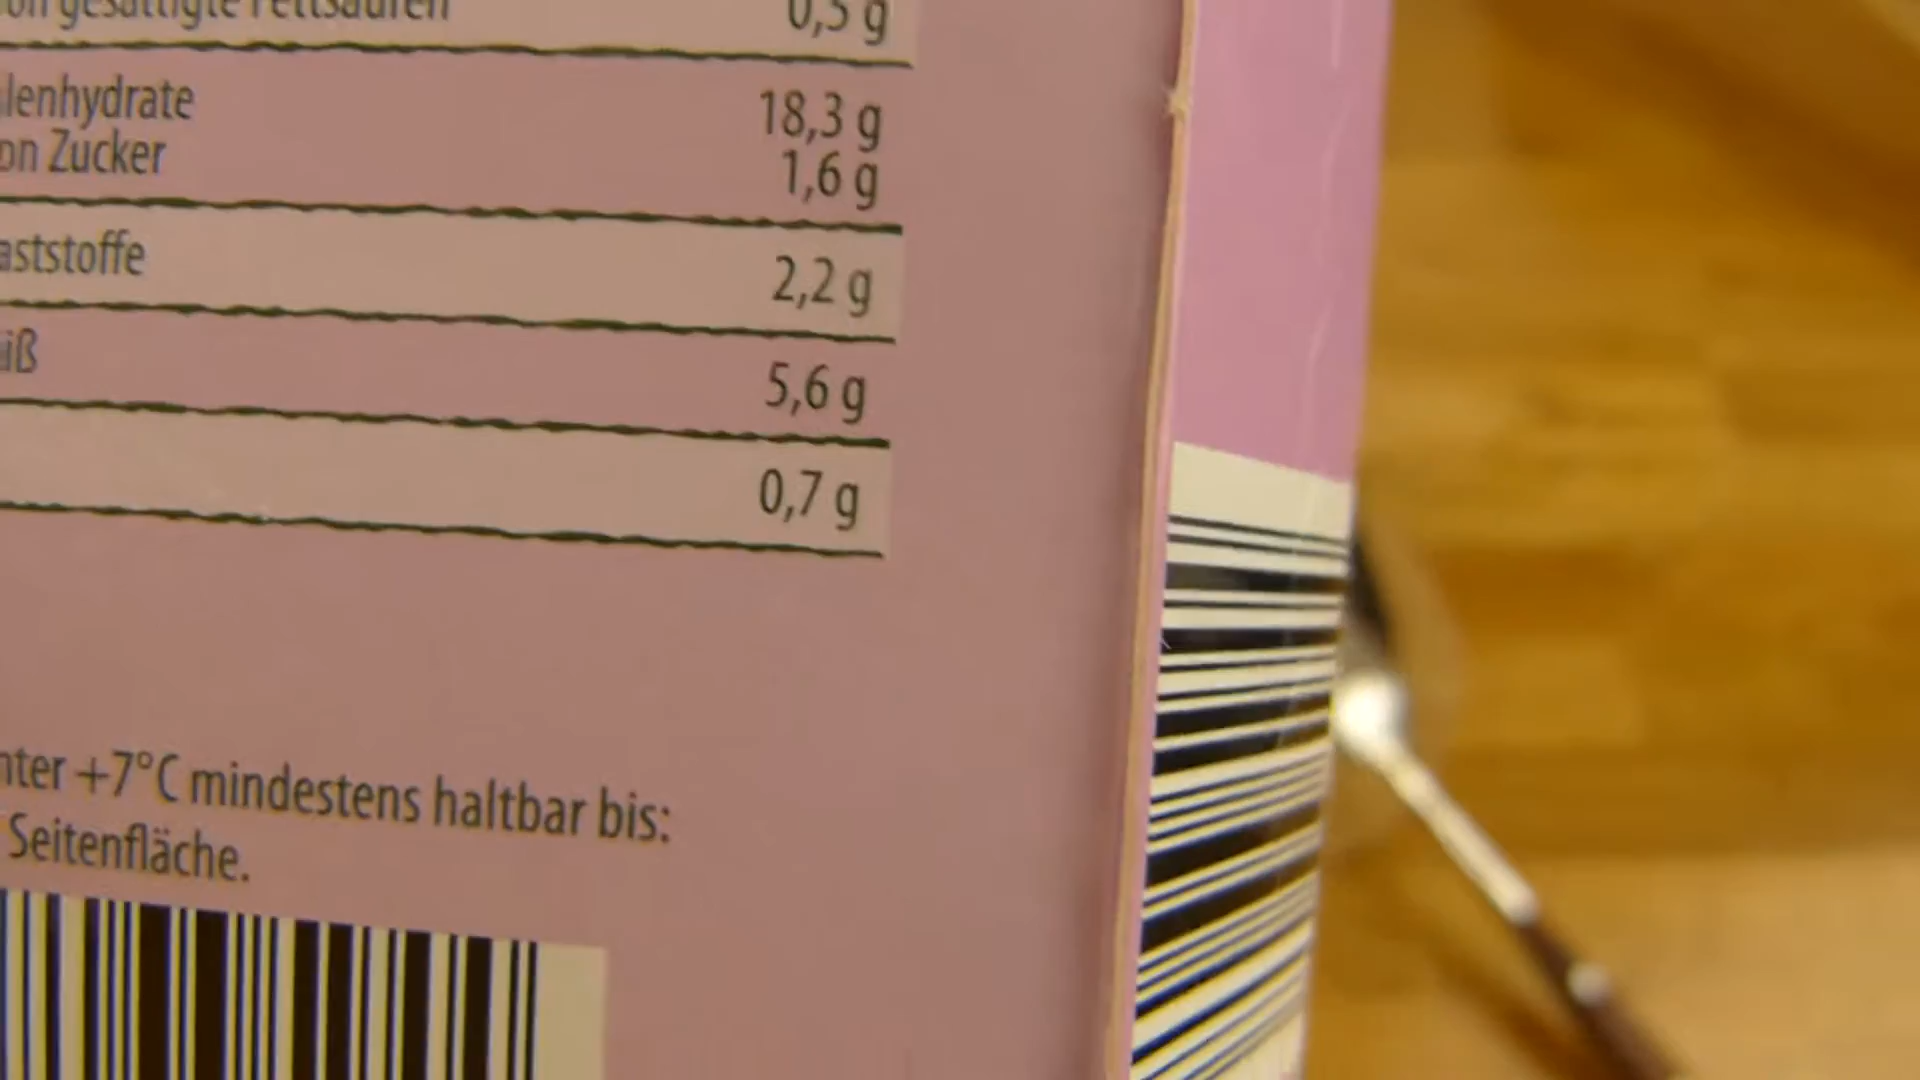 on gesättigte Fettsäuren 0,5 g
lenhydrate 18,3 g
on Zucker 1,6 g
aststoffe 2,2 g
iß 5,6 g
0,7 g
nter +7°C mindestens haltbar bis:
Seitenfläche.